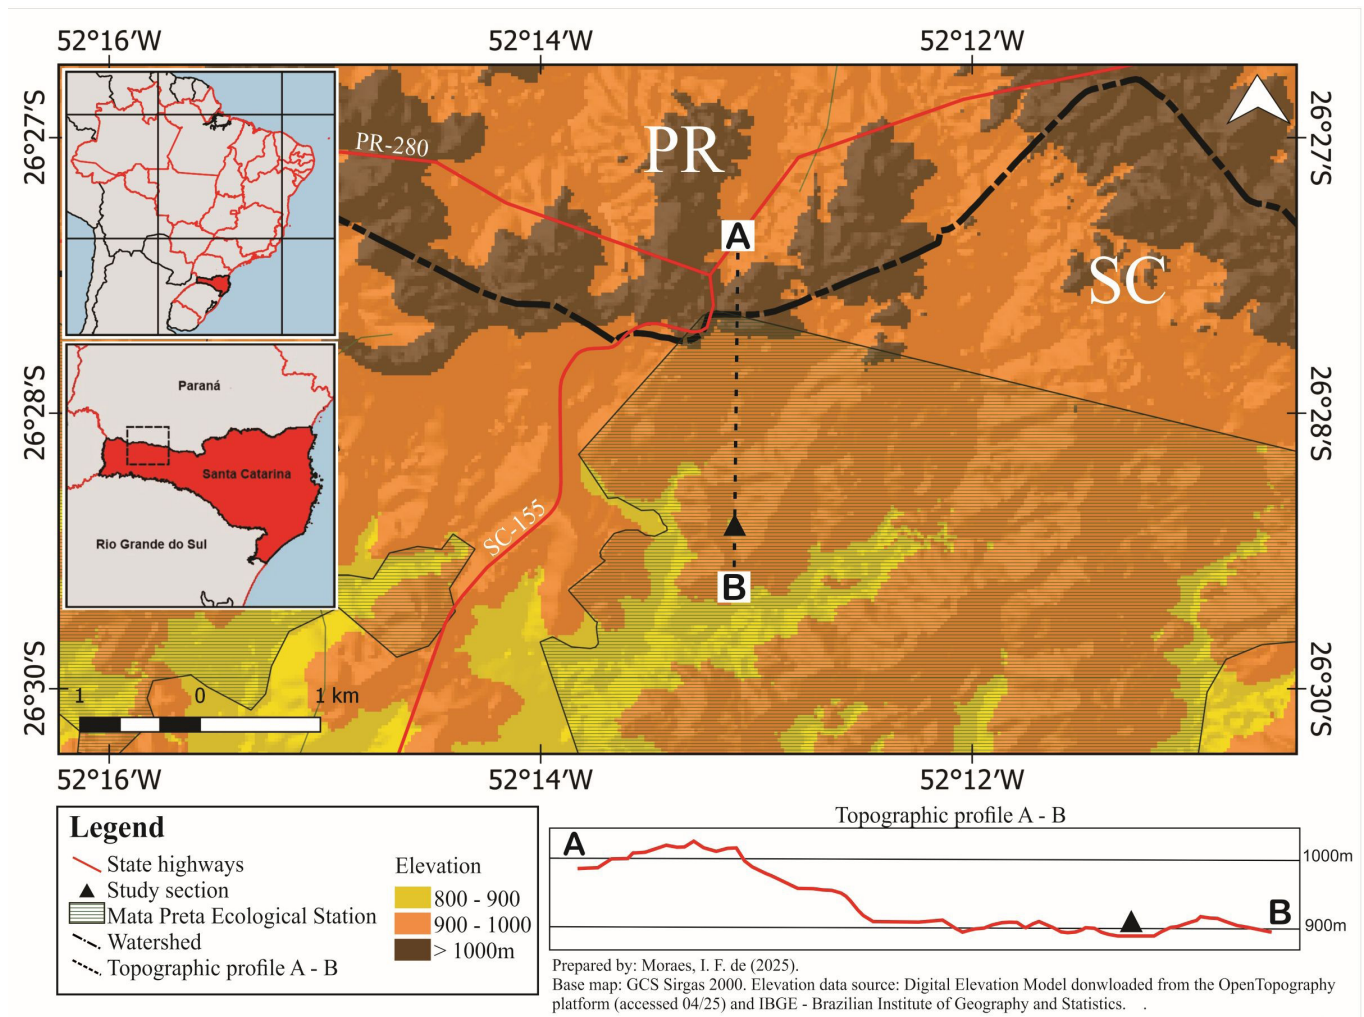 52°16′W 52°14′W 52°12′W
26°27′S
26°27′S
PR-280
PR
A
SC
Paraná
Santa Catarina
Rio Grande do Sul
26°28′S
26°28′S
SC-155
B
26°30′S
26°30′S
1 0 1 km
52°16′W 52°14′W 52°12′W
Legend
State highways
Study section
Mata Preta Ecological Station
Watershed
Topographic profile A - B
Elevation
800 - 900
900 - 1000
> 1000m
Topographic profile A - B
A
1000m
B
900m
Prepared by: Moraes, I. F. de (2025).
Base map: GCS Sirgas 2000. Elevation data source: Digital Elevation Model donwloaded from the OpenTopography
platform (accessed 04/25) and IBGE - Brazilian Institute of Geography and Statistics. .